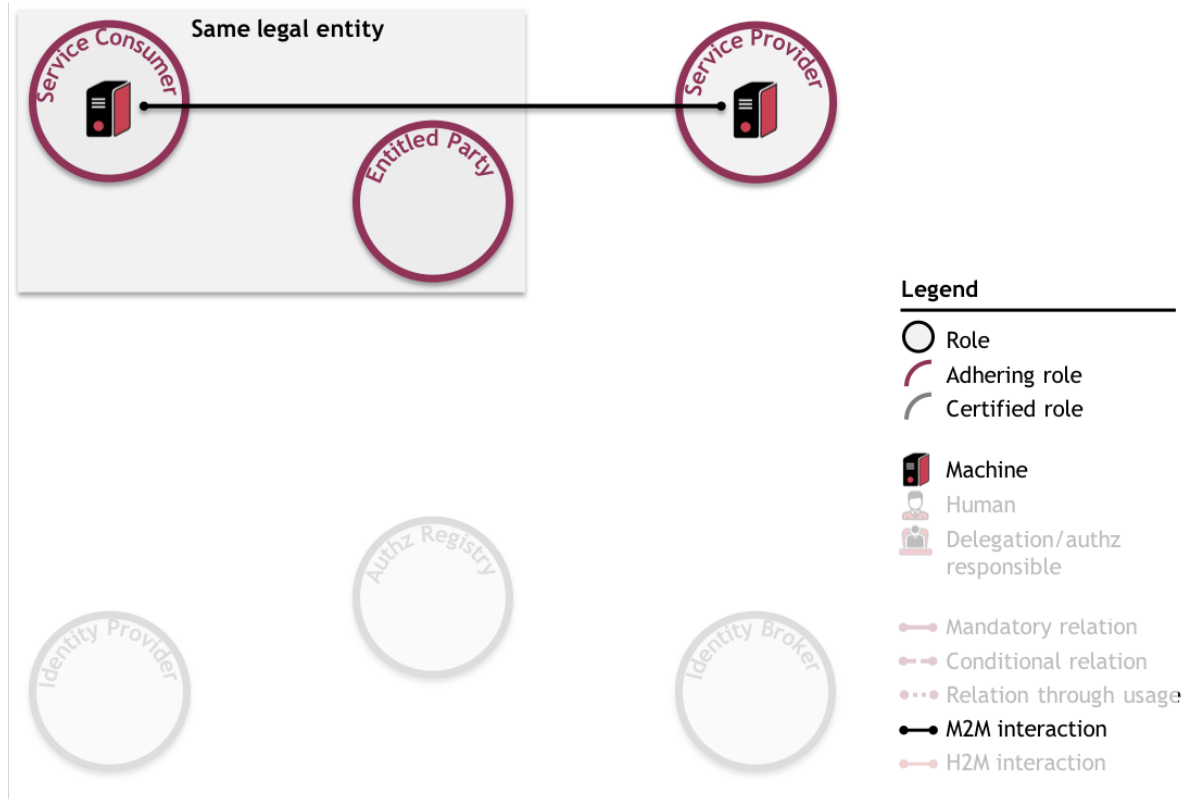 Same legal entity
Service Consumer
Service Provider
Entitled Party
Legend
Role
Adhering role
Certified role
Machine
Human
Delegation/authz
responsible
Authz Registry
Identity Provider
Identity Broker
Mandatory relation
Conditional relation
Relation through usage
M2M interaction
H2M interaction